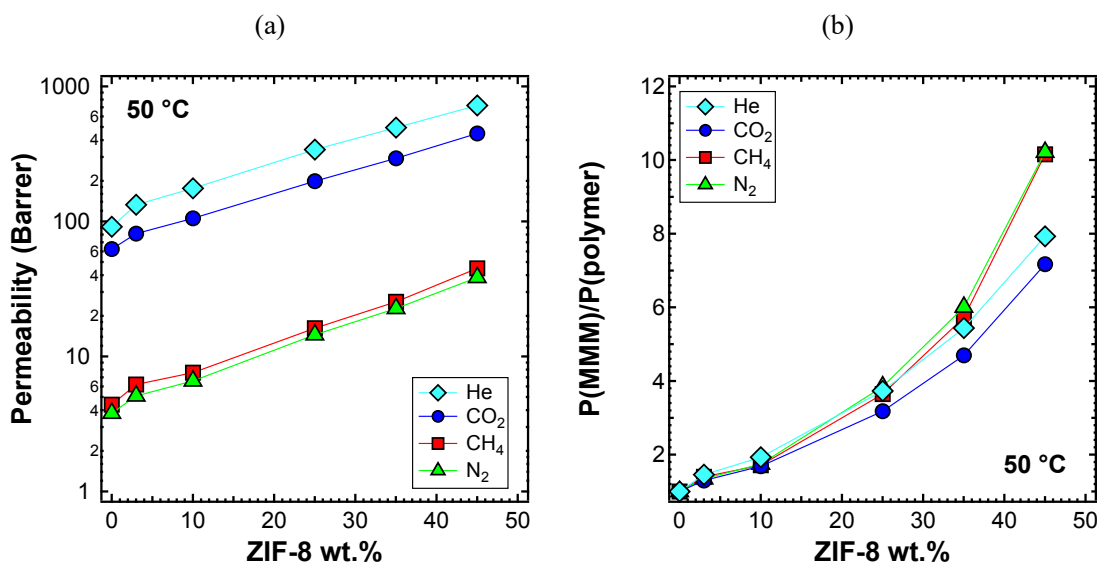 (a)
(b)
50 °C
1000
6
4
2
100
6
4
2
10
6
4
2
1
Permeability (Barrer)
He
CO₂
CH₄
N₂
0
10
20
30
40
50
ZIF-8 wt.%
12
10
8
6
4
2
P(MMM)/P(polymer)
He
CO₂
CH₄
N₂
50 °C
0
10
20
30
40
50
ZIF-8 wt.%